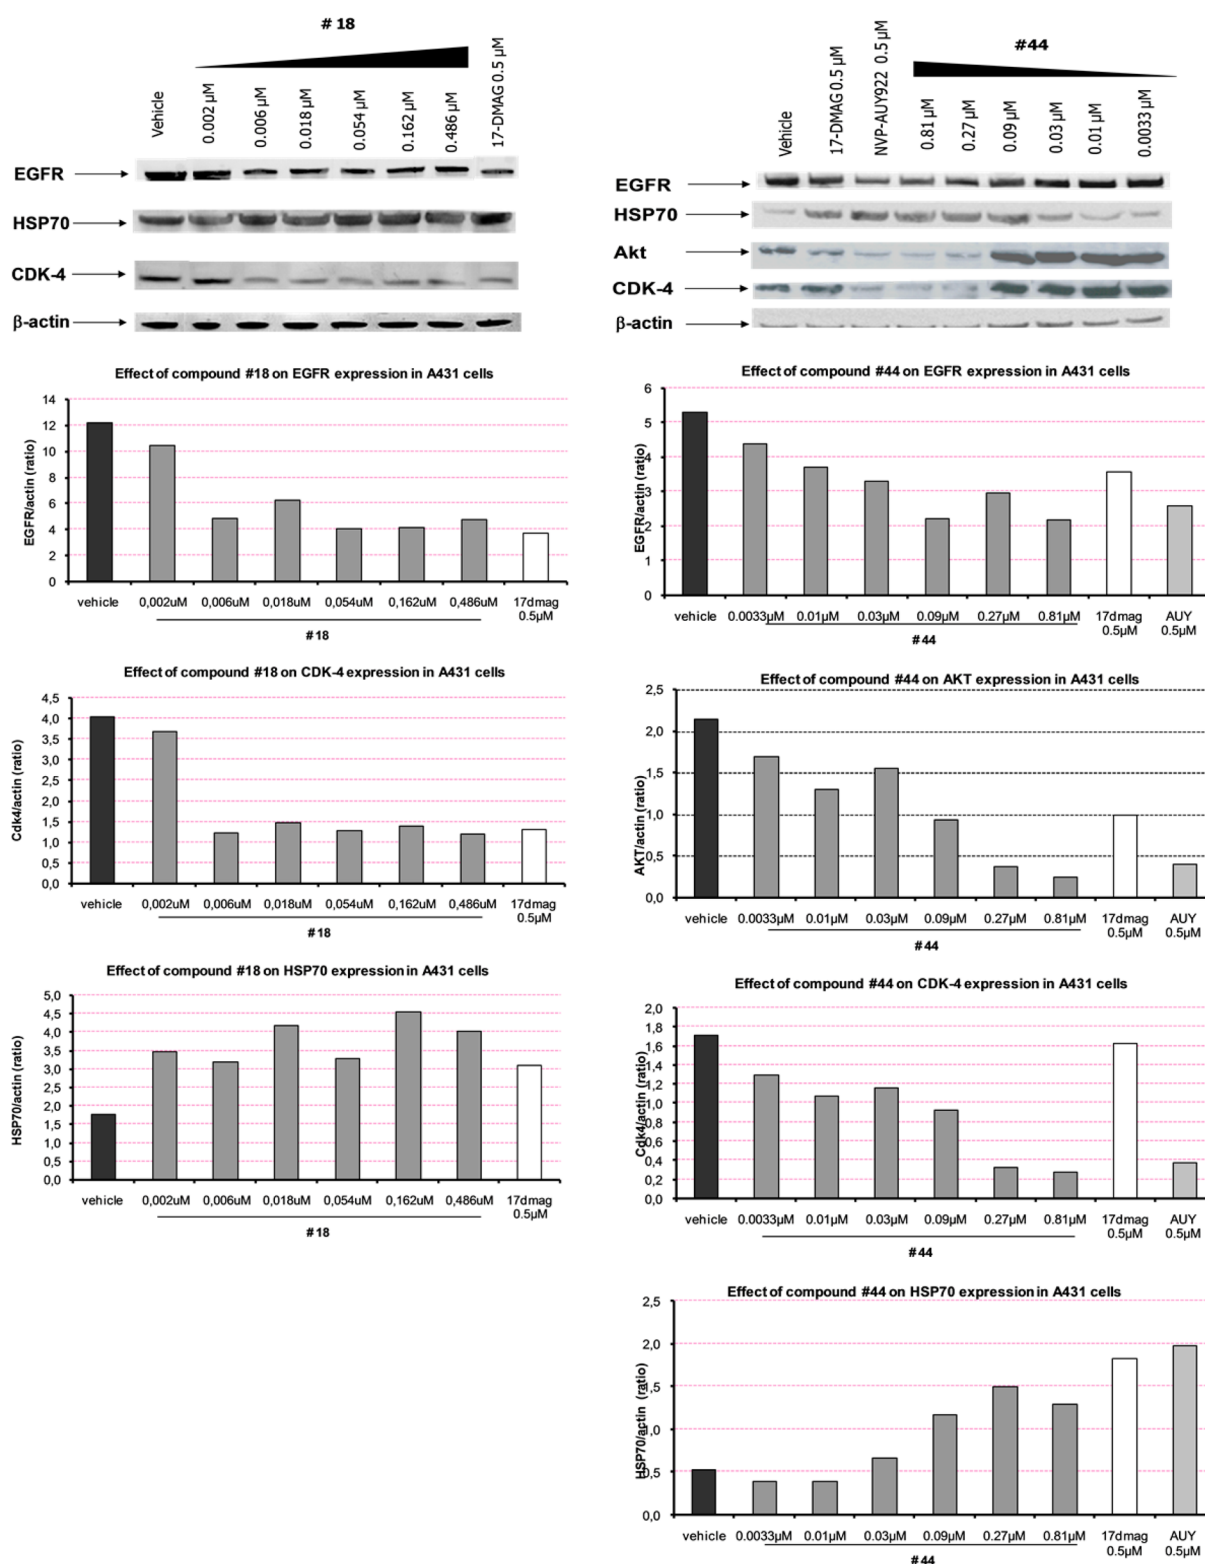 # 18
Vehicle
0.002 µM
0.006 µM
0.018 µM
0.054 µM
0.162 µM
0.486 µM
17-DMAG 0.5 µM
EGFR
HSP70
CDK-4
β-actin
#44
Vehicle
17-DMAG 0.5 µM
NVP-AUY922 0.5 µM
0.81 µM
0.27 µM
0.09 µM
0.03 µM
0.01 µM
0.0033 µM
EGFR
HSP70
Akt
CDK-4
β-actin
Effect of compound #18 on EGFR expression in A431 cells
EGFR/actin (ratio)
14
12
10
8
6
4
2
0
vehicle 0,002uM 0,006uM 0,018uM 0,054uM 0,162uM 0,486uM 17dmag
0.5µM
#18
Effect of compound #18 on CDK-4 expression in A431 cells
Cdk4/actin (ratio)
4,5
4,0
3,5
3,0
2,5
2,0
1,5
1,0
0,5
0,0
vehicle 0,002uM 0,006uM 0,018uM 0,054uM 0,162uM 0,486uM 17dmag
0.5µM
#18
Effect of compound #18 on HSP70 expression in A431 cells
HSP70/actin (ratio)
5,0
4,5
4,0
3,5
3,0
2,5
2,0
1,5
1,0
0,5
0,0
vehicle 0,002uM 0,006uM 0,018uM 0,054uM 0,162uM 0,486uM 17dmag
0.5µM
#18
Effect of compound #44 on EGFR expression in A431 cells
EGFR/actin (ratio)
6
5
4
3
2
1
0
vehicle 0.0033µM 0.01µM 0.03µM 0.09µM 0.27µM 0.81µM 17dmag AUY
0.5µM 0.5µM
#44
Effect of compound #44 on AKT expression in A431 cells
AKT/actin (ratio)
2,5
2,0
1,5
1,0
0,5
0,0
vehicle 0.0033µM 0.01µM 0.03µM 0.09µM 0.27µM 0.81µM 17dmag AUY
0.5µM 0.5µM
#44
Effect of compound #44 on CDK-4 expression in A431 cells
Cdk4/actin (ratio)
2,0
1,8
1,6
1,4
1,2
1,0
0,8
0,6
0,4
0,2
0,0
vehicle 0.0033µM 0.01µM 0.03µM 0.09µM 0.27µM 0.81µM 17dmag AUY
0.5µM 0.5µM
#44
Effect of compound #44 on HSP70 expression in A431 cells
HSP70/actin (ratio)
2,5
2,0
1,5
1,0
0,5
0,0
vehicle 0.0033µM 0.01µM 0.03µM 0.09µM 0.27µM 0.81µM 17dmag AUY
0.5µM 0.5µM
#44